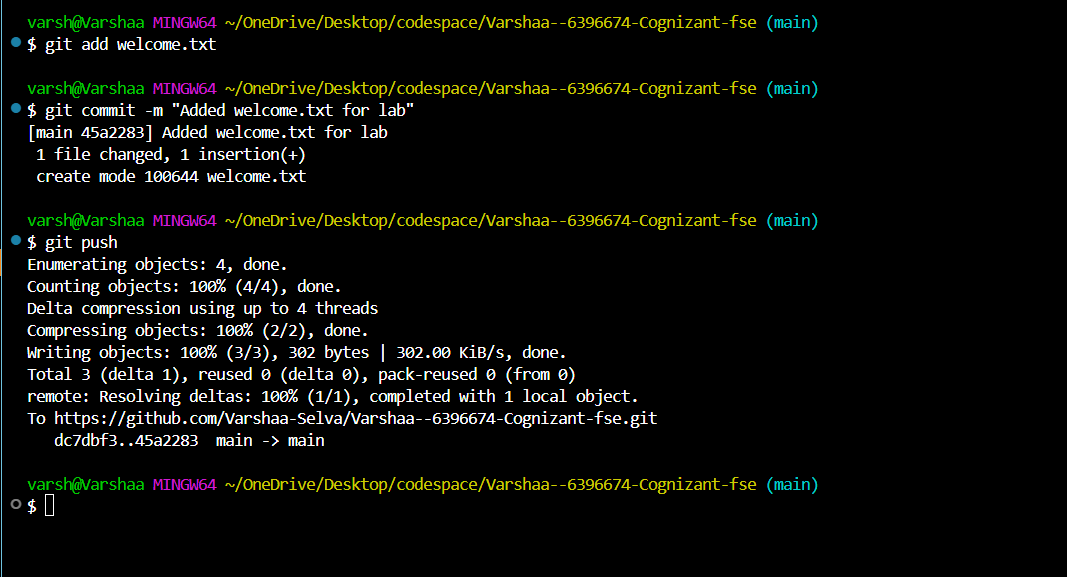 varsh@Varshaa MINGW64 ~/OneDrive/Desktop/codespace/Varshaa--6396674-Cognizant-fse (main)
$ git add welcome.txt
varsh@Varshaa MINGW64 ~/OneDrive/Desktop/codespace/Varshaa--6396674-Cognizant-fse (main)
$ git commit -m "Added welcome.txt for lab"
[main 45a2283] Added welcome.txt for lab
 1 file changed, 1 insertion(+)
 create mode 100644 welcome.txt
varsh@Varshaa MINGW64 ~/OneDrive/Desktop/codespace/Varshaa--6396674-Cognizant-fse (main)
$ git push
Enumerating objects: 4, done.
Counting objects: 100% (4/4), done.
Delta compression using up to 4 threads
Compressing objects: 100% (2/2), done.
Writing objects: 100% (3/3), 302 bytes | 302.00 KiB/s, done.
Total 3 (delta 1), reused 0 (delta 0), pack-reused 0 (from 0)
remote: Resolving deltas: 100% (1/1), completed with 1 local object.
To https://github.com/Varshaa-Selva/Varshaa--6396674-Cognizant-fse.git
   dc7dbf3..45a2283  main -> main
varsh@Varshaa MINGW64 ~/OneDrive/Desktop/codespace/Varshaa--6396674-Cognizant-fse (main)
$